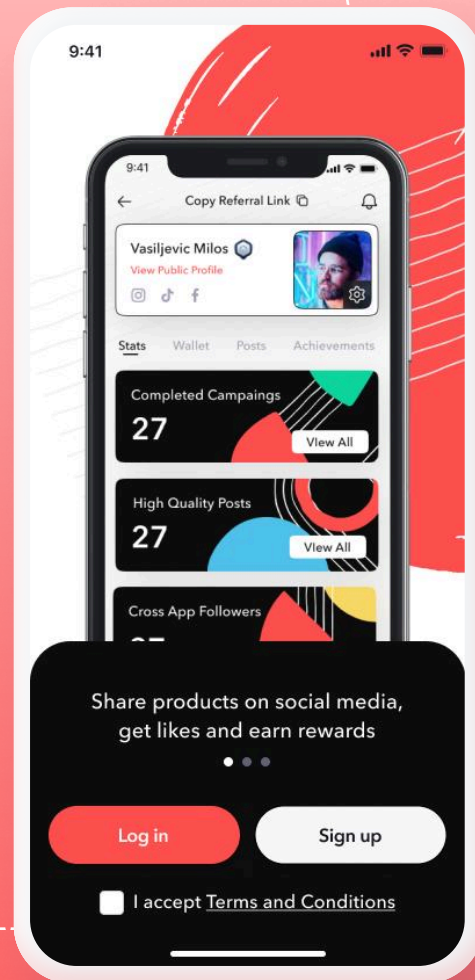 9:41
9:41
Copy Referral Link
Vasiljevic Milos
View Public Profile
Stats Wallet Posts Achievements
Completed Campaings
27
VIew All
High Quality Posts
27
VIew All
Cross App Followers
Share products on social media,
get likes and earn rewards
Log in Sign up
I accept Terms and Conditions